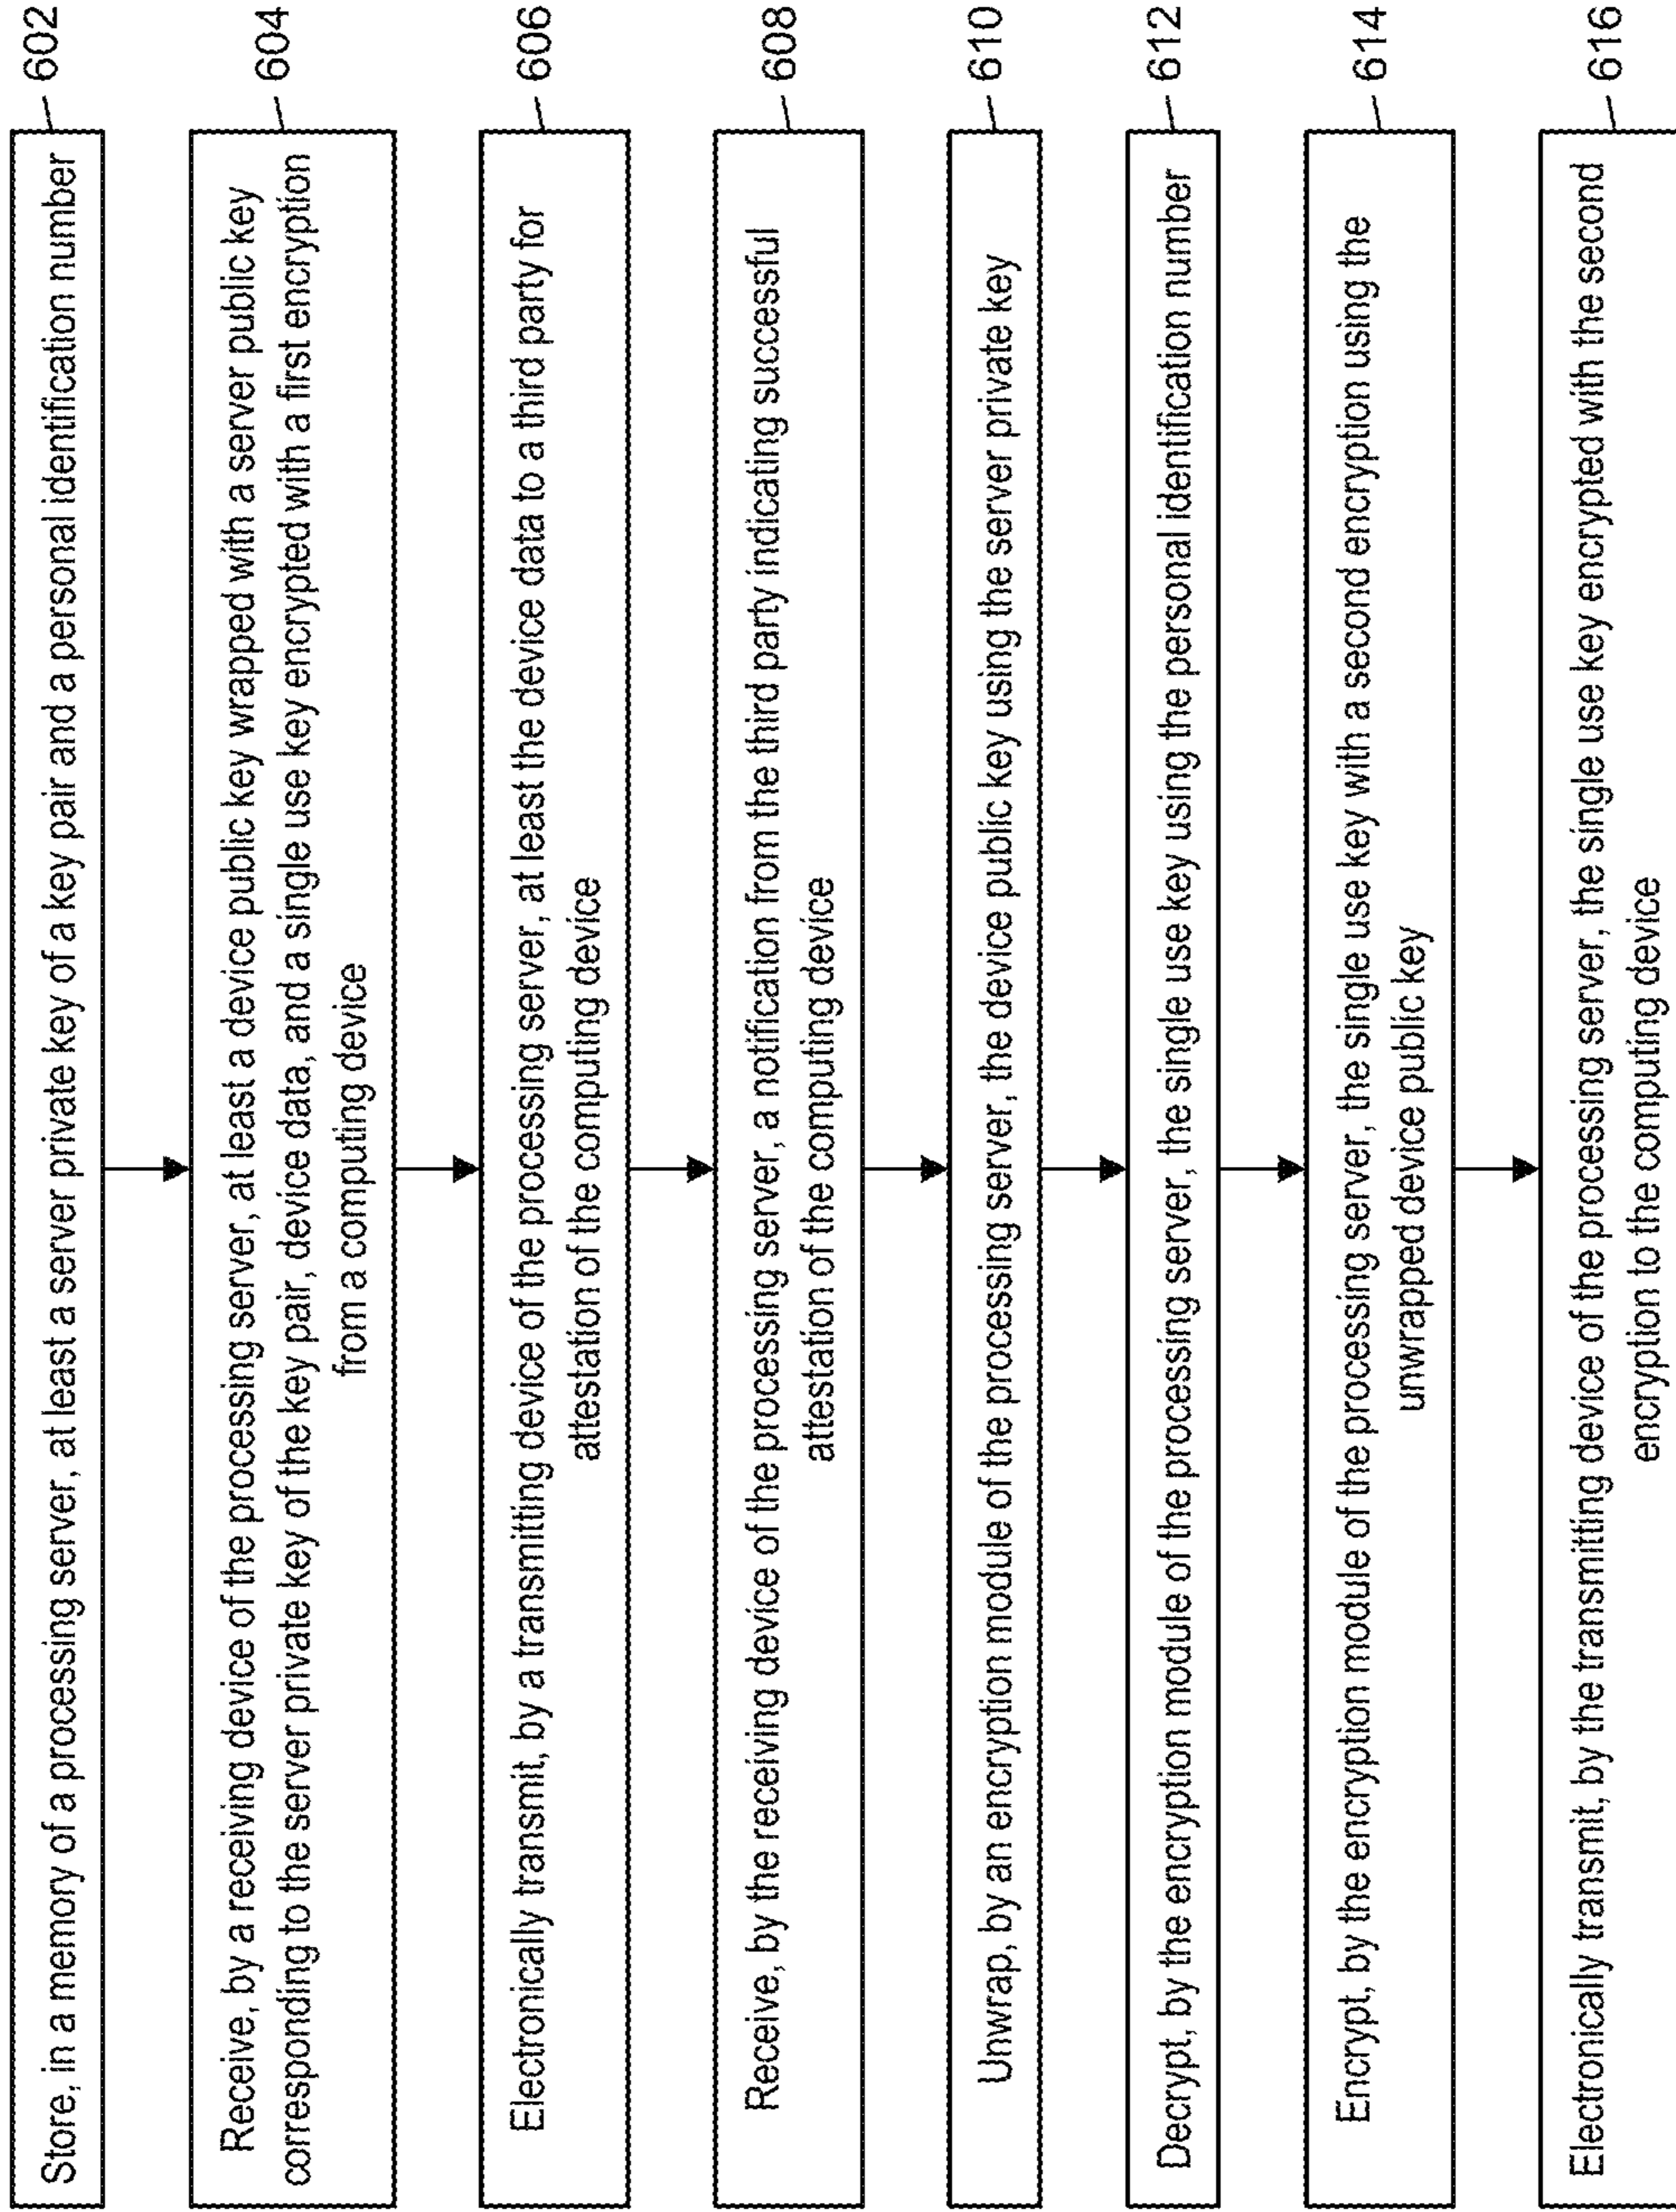 Store, in a memory of a processing server, at least a server private key of a key pair and a personal identification number
602
Receive, by a receiving device of the processing server, at least a device public key wrapped with a server public key
corresponding to the server private key of the key pair, device data, and a single use key encrypted with a first encryption
from a computing device
604
Electronically transmit, by a transmitting device of the processing server, at least the device data to a third party for
attestation of the computing device
606
Receive, by the receiving device of the processing server, a notification from the third party indicating successful
attestation of the computing device
608
Unwrap, by an encryption module of the processing server, the device public key using the server private key
610
Decrypt, by the encryption module of the processing server, the single use key using the personal identification number
612
Encrypt, by the encryption module of the processing server, the single use key with a second encryption using the
unwrapped device public key
614
Electronically transmit, by the transmitting device of the processing server, the single use key encrypted with the second
encryption to the computing device
616